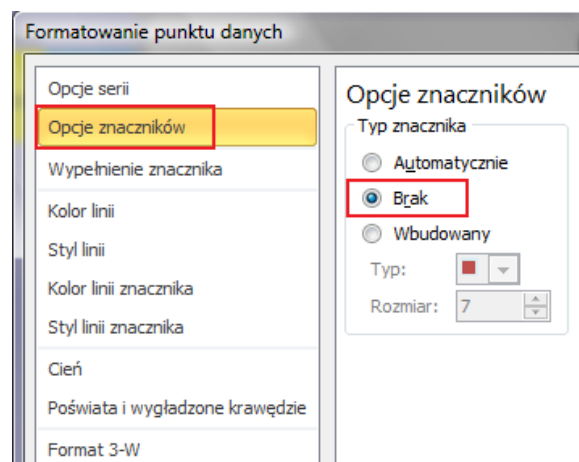 Formatowanie punktu danych
Opcje serii
Opcje znaczników
Wypełnienie znacznika
Kolor linii
Styl linii
Kolor linii znacznika
Styl linii znacznika
Cień
Poświata i wygładzone krawędzie
Format 3-W
Opcje znaczników
Typ znacznika
Automatycznie
Brak
Wbudowany
Typ:
Rozmiar: 7